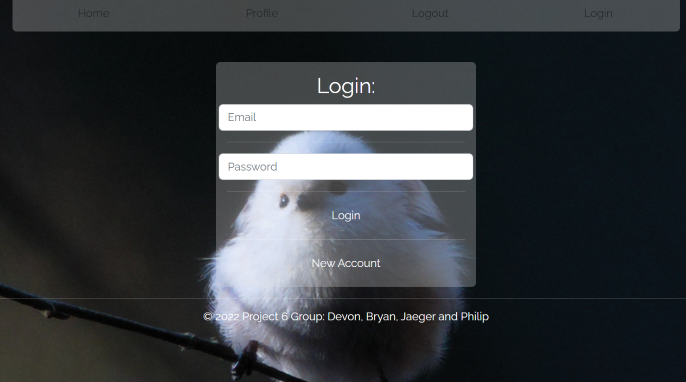 Home Profile Logout Login
Login:
Email
Password
Login
New Account
© 2022 Project 6 Group: Devon, Bryan, Jaeger and Philip